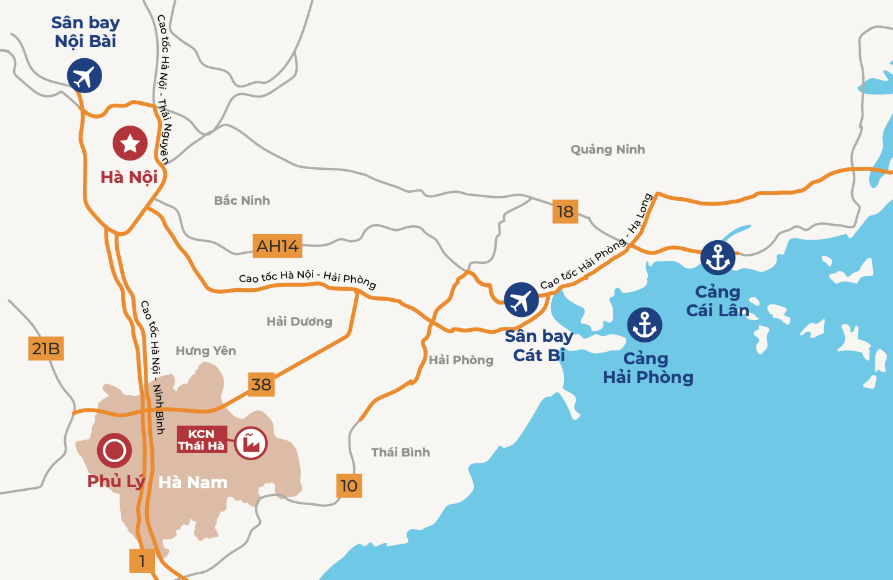 Sân bay
Nội Bài
Cao tốc Hà Nội - Thái Nguyên
Hà Nội
Quảng Ninh
Bắc Ninh
18
AH14
Cao tốc Hải Phòng - Hạ Long
Cao tốc Hà Nội - Hải Phòng
Cảng
Cái Lân
Hải Dương
Sân bay
Cát Bi
Cảng
Hải Phòng
21B
Hưng Yên
Cao tốc Hà Nội - Ninh Bình
Hải Phòng
38
KCN
Thái Hà
Thái Bình
Phủ Lý
Hà Nam
10
1